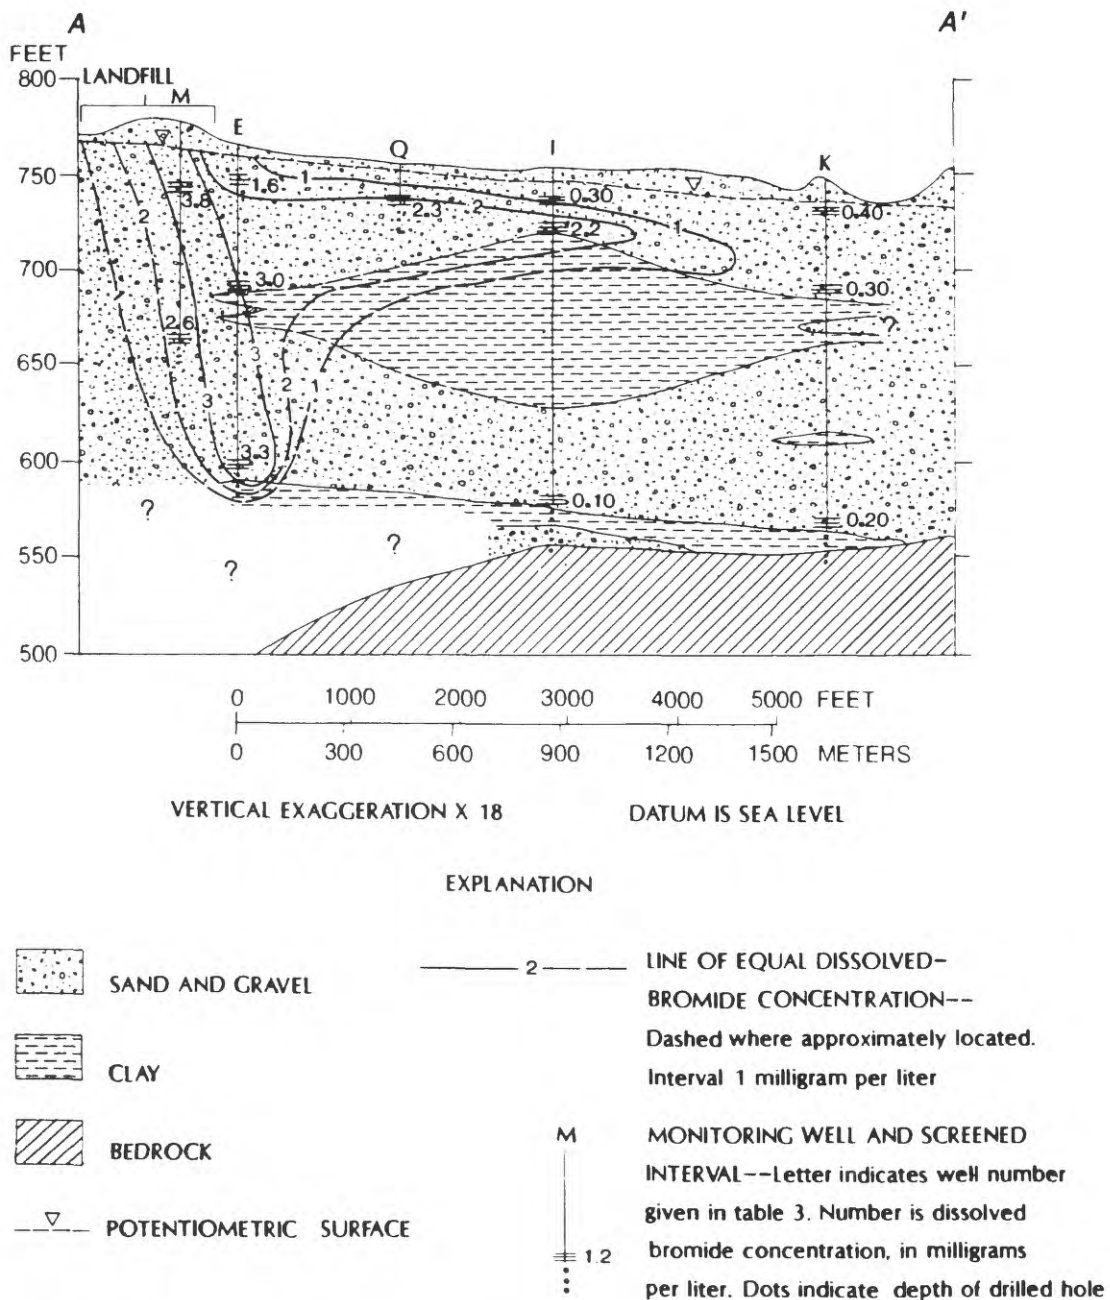 A A'
FEET
800
LANDFILL
M
E
Q
I
K
750
1.6
1
3.8
2.3
2
0.30
0.40
2
2.2
1
700
3.0
0.30
2.6
?
650
3
2
1
3
600
3.3
0.10
0.20
?
?
550
?
500
0 1000 2000 3000 4000 5000 FEET
0 300 600 900 1200 1500 METERS
VERTICAL EXAGGERATION X 18 DATUM IS SEA LEVEL
EXPLANATION
SAND AND GRAVEL
CLAY
BEDROCK
POTENTIOMETRIC SURFACE
2
LINE OF EQUAL DISSOLVED-
BROMIDE CONCENTRATION--
Dashed where approximately located.
Interval 1 milligram per liter
M
MONITORING WELL AND SCREENED
INTERVAL--Letter indicates well number
given in table 3. Number is dissolved
bromide concentration, in milligrams
1.2
per liter. Dots indicate depth of drilled hole